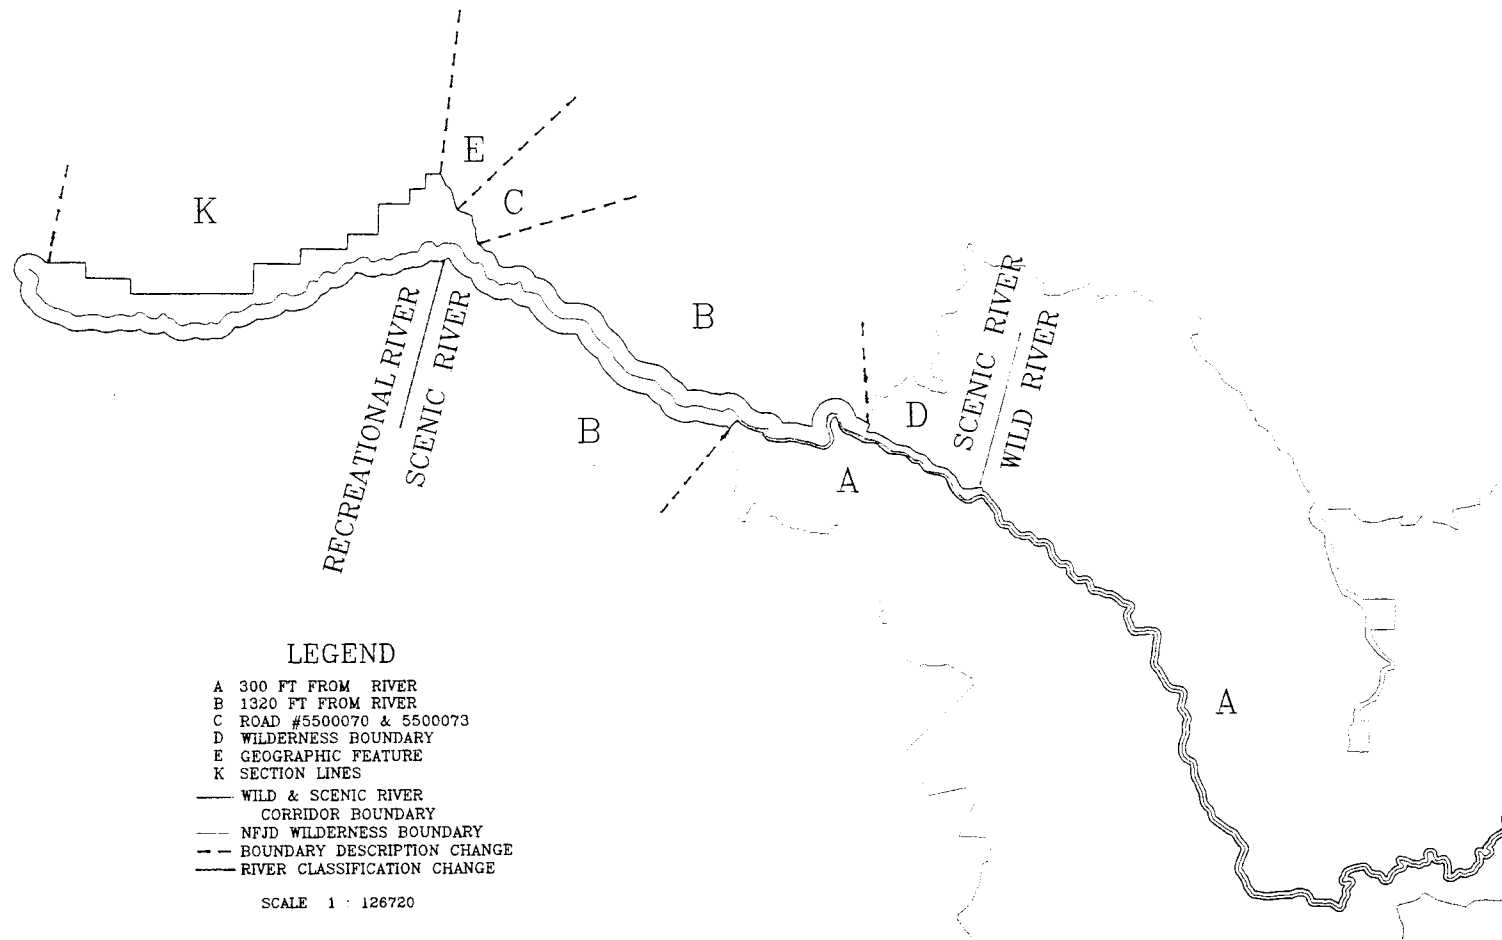 E
C
K
B
B
D
A
A
RECREATIONAL RIVER
SCENIC RIVER
SCENIC RIVER
WILD RIVER
LEGEND
A 300 FT FROM RIVER
B 1320 FT FROM RIVER
C ROAD #5500070 & 5500073
D WILDERNESS BOUNDARY
E GEOGRAPHIC FEATURE
K SECTION LINES
WILD & SCENIC RIVER
CORRIDOR BOUNDARY
NFJD WILDERNESS BOUNDARY
BOUNDARY DESCRIPTION CHANGE
RIVER CLASSIFICATION CHANGE
SCALE 1 : 126720